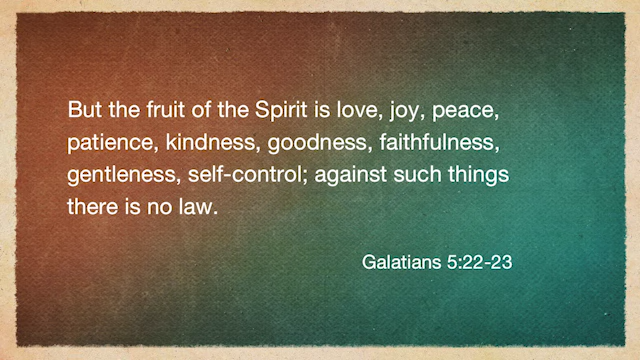 But the fruit of the Spirit is love, joy, peace,
patience, kindness, goodness, faithfulness,
gentleness, self-control; against such things
there is no law.
Galatians 5:22-23